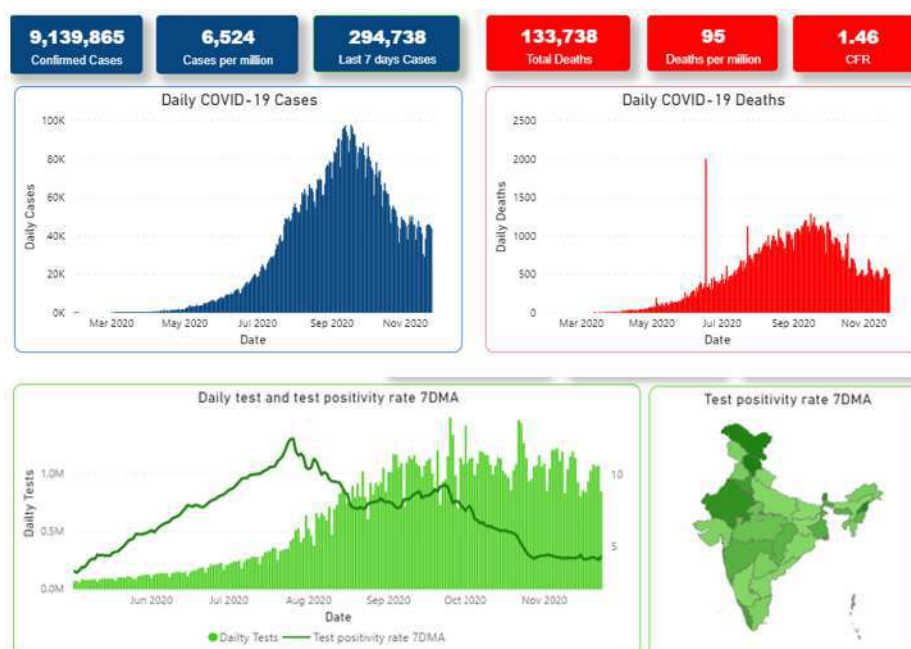 9,139,865
Confirmed Cases
6,524
Cases per million
294,738
Last 7 days Cases
133,738
Total Deaths
95
Deaths per million
1.46
CFR
Daily COVID-19 Cases
100K
80K
60K
40K
20K
0K
Daily Cases
Mar 2020 May 2020 Jul 2020 Sep 2020 Nov 2020
Date
Daily COVID-19 Deaths
2500
2000
1500
1000
500
0
Daily Deaths
Mar 2020 May 2020 Jul 2020 Sep 2020 Nov 2020
Date
Daily test and test positivity rate 7DMA
1.0M
0.5M
0.0M
Dailty Tests
10
5
Jun 2020 Jul 2020 Aug 2020 Sep 2020 Oct 2020 Nov 2020
Date
Dailty Tests Test positivity rate 7DMA
Test positivity rate 7DMA